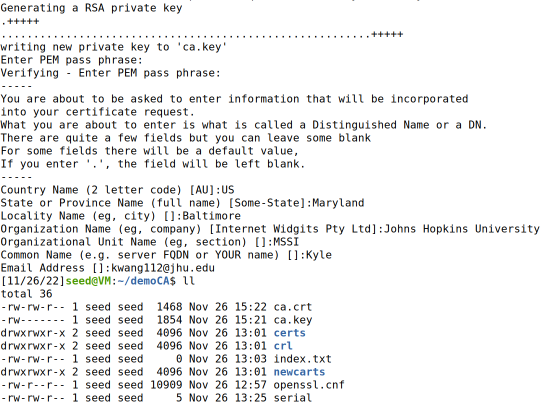 Generating a RSA private key
.+++++
.........................................................+++++
writing new private key to 'ca.key'
Enter PEM pass phrase:
Verifying - Enter PEM pass phrase:
-----
You are about to be asked to enter information that will be incorporated
into your certificate request.
What you are about to enter is what is called a Distinguished Name or a DN.
There are quite a few fields but you can leave some blank
For some fields there will be a default value,
If you enter '.', the field will be left blank.
-----
Country Name (2 letter code) [AU]:US
State or Province Name (full name) [Some-State]:Maryland
Locality Name (eg, city) []:Baltimore
Organization Name (eg, company) [Internet Widgits Pty Ltd]:Johns Hopkins University
Organizational Unit Name (eg, section) []:MSSI
Common Name (e.g. server FQDN or YOUR name) []:Kyle
Email Address []:kwang112@jhu.edu
[11/26/22]seed@VM:~/demoCA$ ll
total 36
-rw-rw-r-- 1 seed seed  1468 Nov 26 15:22 ca.crt
-rw------- 1 seed seed  1854 Nov 26 15:21 ca.key
drwxrwxr-x 2 seed seed  4096 Nov 26 13:01 certs
drwxrwxr-x 2 seed seed  4096 Nov 26 13:01 crl
-rw-rw-r-- 1 seed seed     0 Nov 26 13:03 index.txt
drwxrwxr-x 2 seed seed  4096 Nov 26 13:01 newcarts
-rw-r--r-- 1 seed seed 10909 Nov 26 12:57 openssl.cnf
-rw-rw-r-- 1 seed seed     5 Nov 26 13:25 serial